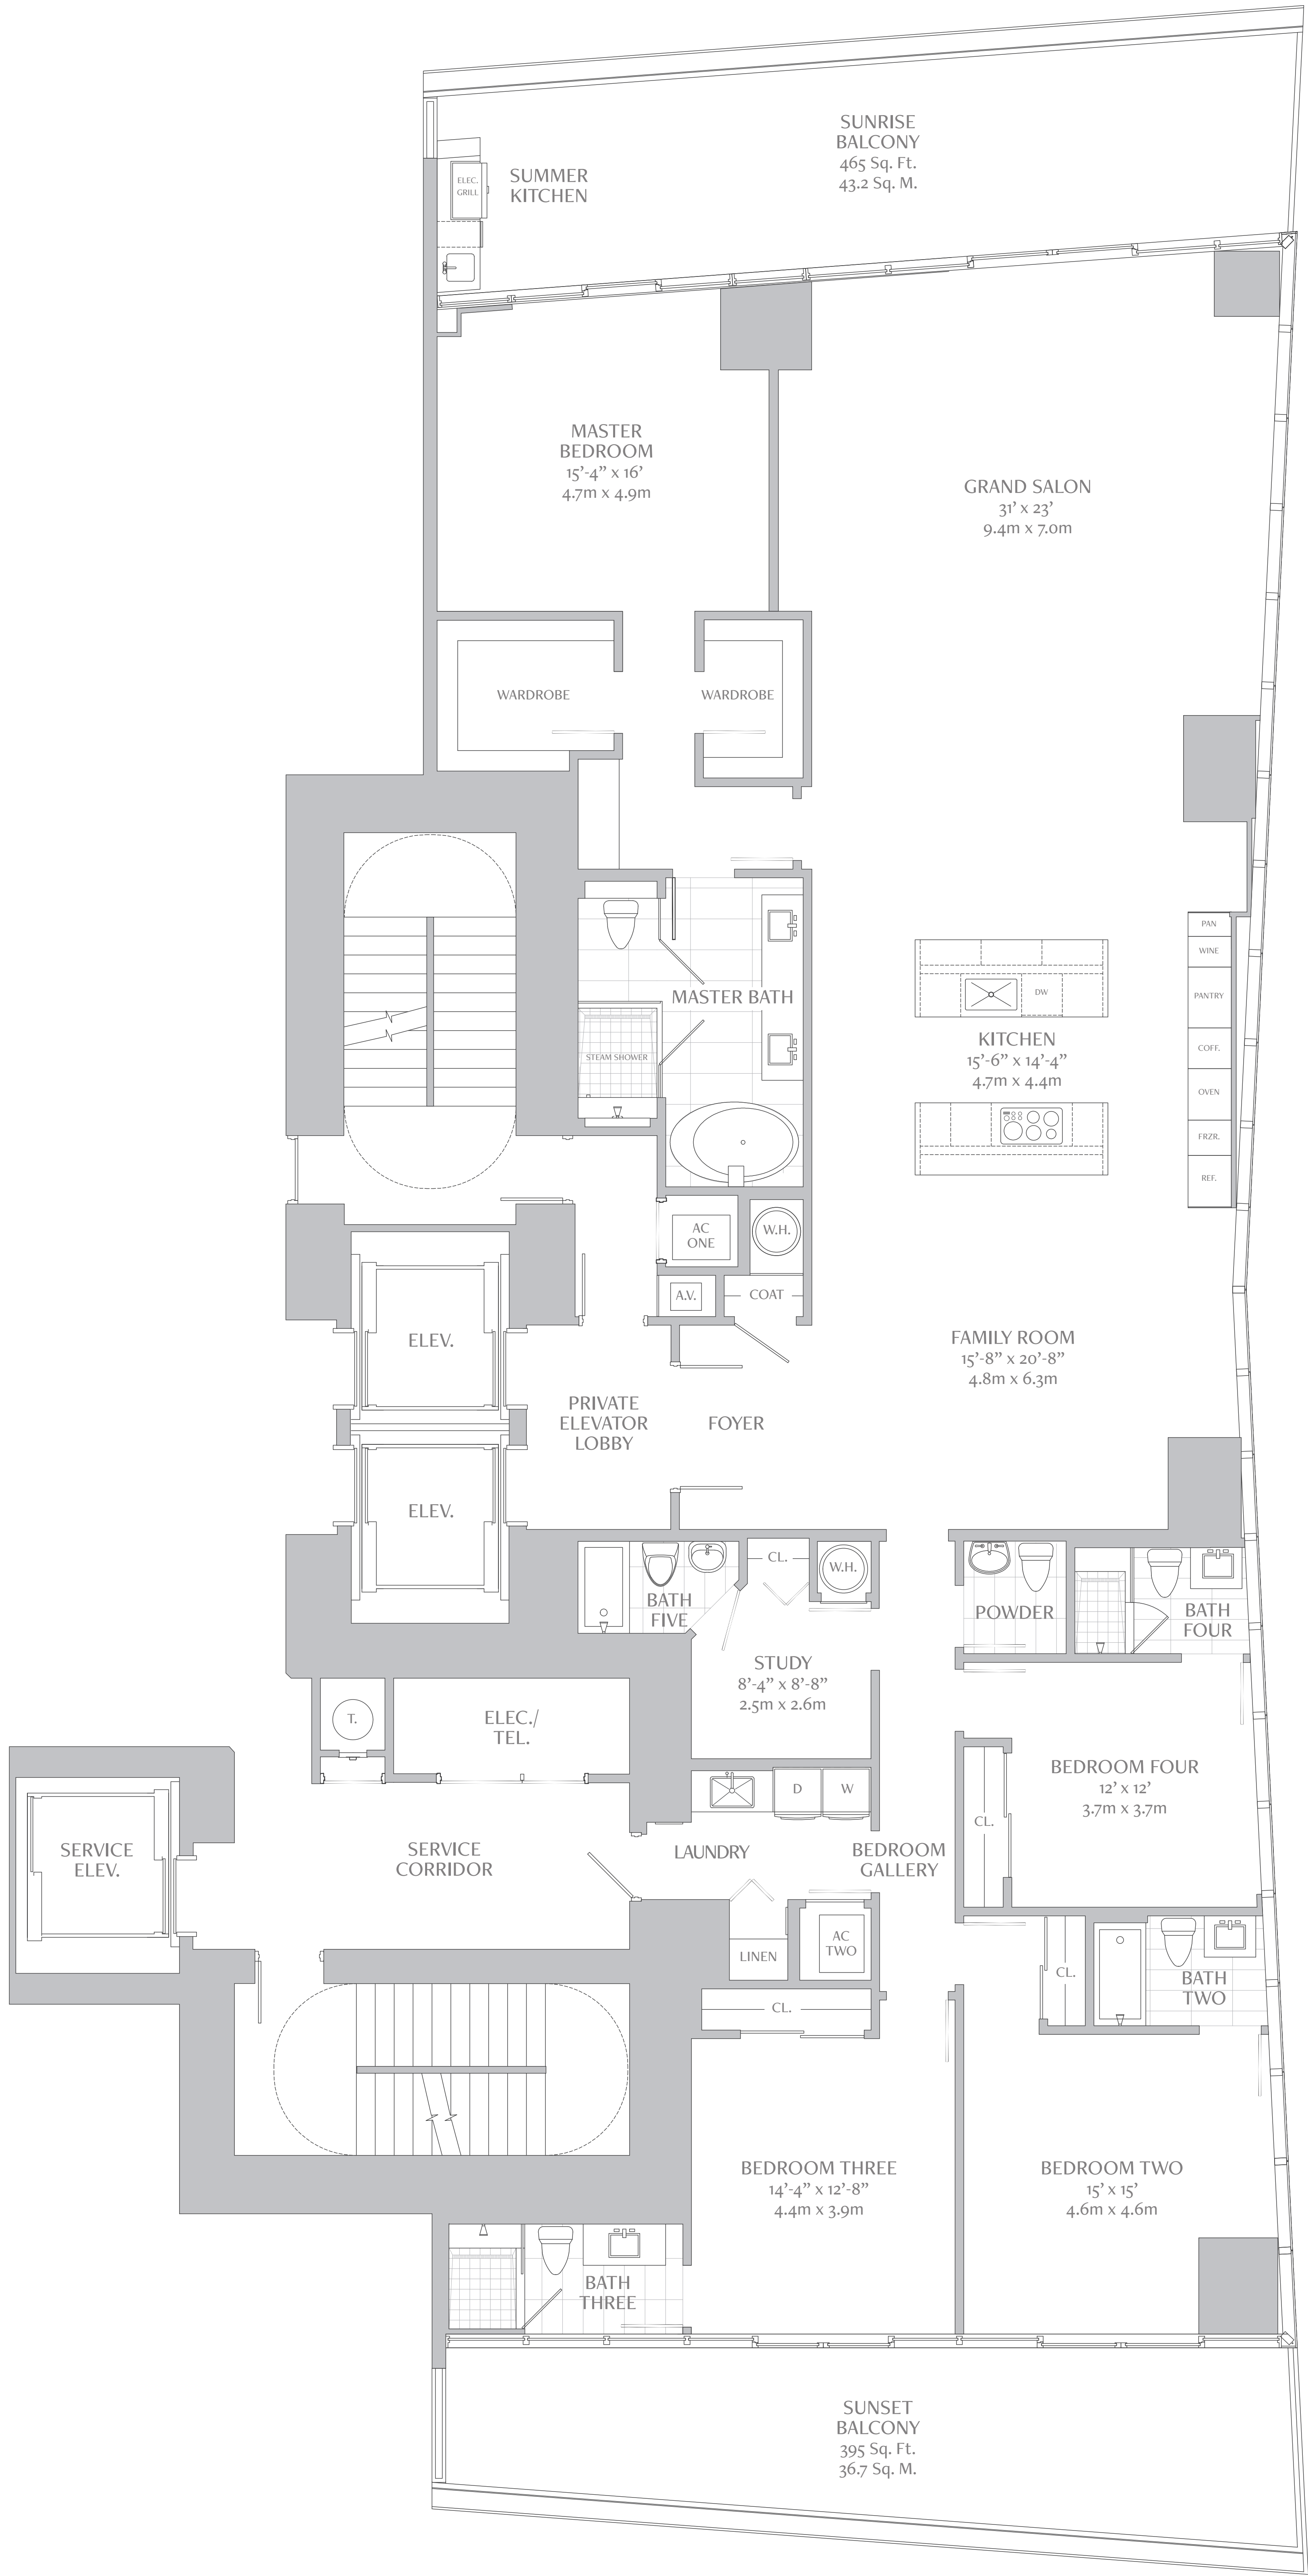 SUNRISE
BALCONY
465 Sq. Ft.
43.2 Sq. M.
ELEC.
GRILL
SUMMER
KITCHEN
MASTER
BEDROOM
15’-4” x 16’
4.7m x 4.9m
GRAND SALON
31’ x 23’
9.4m x 7.0m
WARDROBE
WARDROBE
PAN
WINE
PANTRY
COFF.
OVEN
FRZR.
REF.
DW
MASTER BATH
STEAM SHOWER
KITCHEN
15’-6” x 14’-4”
4.7m x 4.4m
AC
ONE
W.H.
A.V.
COAT
ELEV.
FAMILY ROOM
15’-8” x 20’-8”
4.8m x 6.3m
PRIVATE
ELEVATOR
LOBBY
FOYER
ELEV.
CL.
W.H.
BATH
FIVE
POWDER
BATH
FOUR
STUDY
8’-4” x 8’-8”
2.5m x 2.6m
T.
ELEC./
TEL.
BEDROOM FOUR
12’ x 12’
3.7m x 3.7m
D
W
CL.
SERVICE
ELEV.
SERVICE
CORRIDOR
LAUNDRY
BEDROOM
GALLERY
LINEN
AC
TWO
CL.
BATH
TWO
CL.
BEDROOM THREE
14’-4” x 12’-8”
4.4m x 3.9m
BEDROOM TWO
15’ x 15’
4.6m x 4.6m
BATH
THREE
SUNSET
BALCONY
395 Sq. Ft.
36.7 Sq. M.